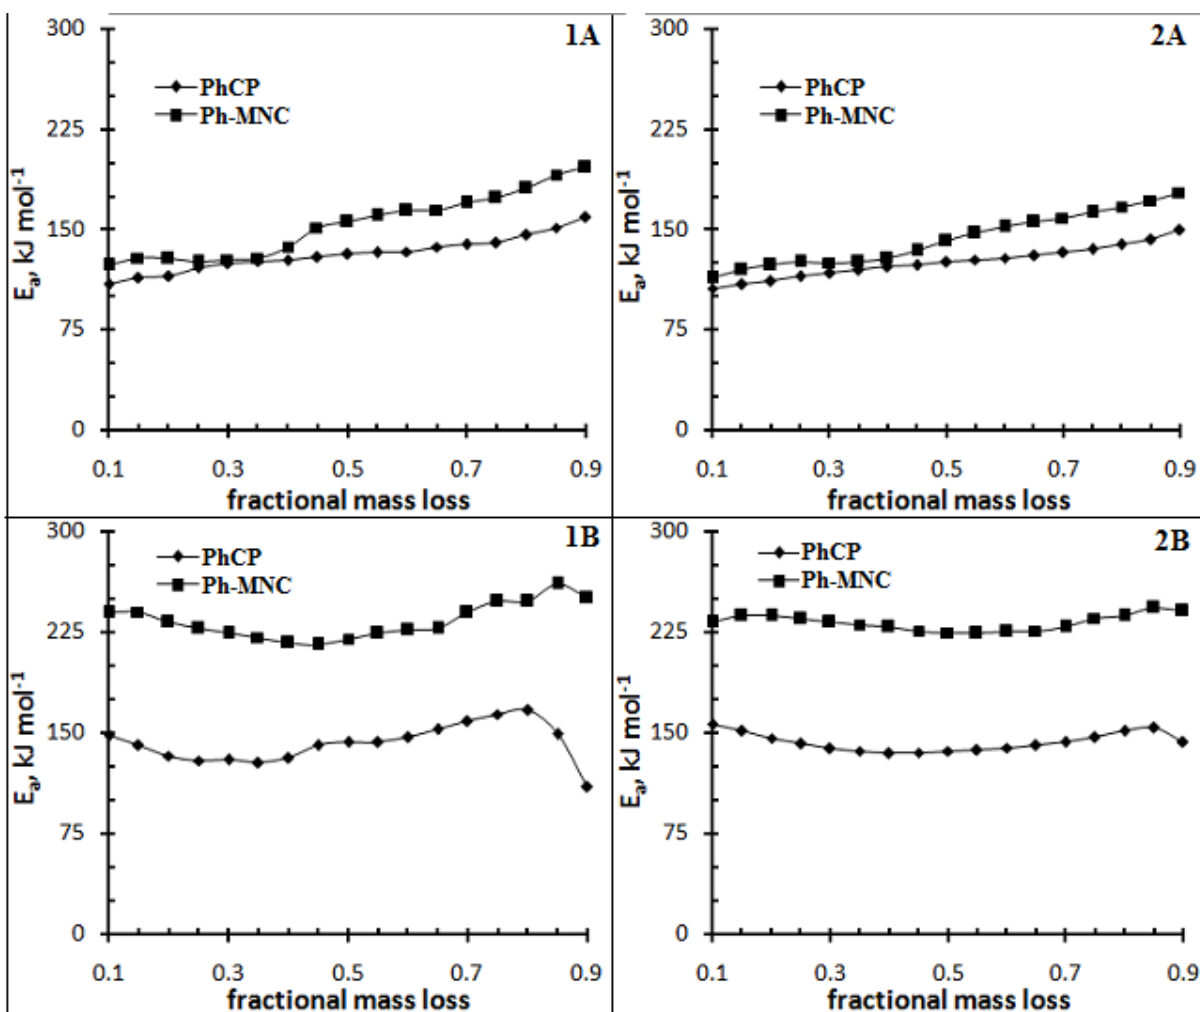 1A
300
225
150
75
0
PhCP
Ph-MNC
Eₐ, kJ mol⁻¹
0.1 0.3 0.5 0.7 0.9
fractional mass loss
2A
300
225
150
75
0
PhCP
Ph-MNC
Eₐ, kJ mol⁻¹
0.1 0.3 0.5 0.7 0.9
fractional mass loss
1B
300
225
150
75
0
PhCP
Ph-MNC
Eₐ, kJ mol⁻¹
0.1 0.3 0.5 0.7 0.9
fractional mass loss
2B
300
225
150
75
0
PhCP
Ph-MNC
Eₐ, kJ mol⁻¹
0.1 0.3 0.5 0.7 0.9
fractional mass loss